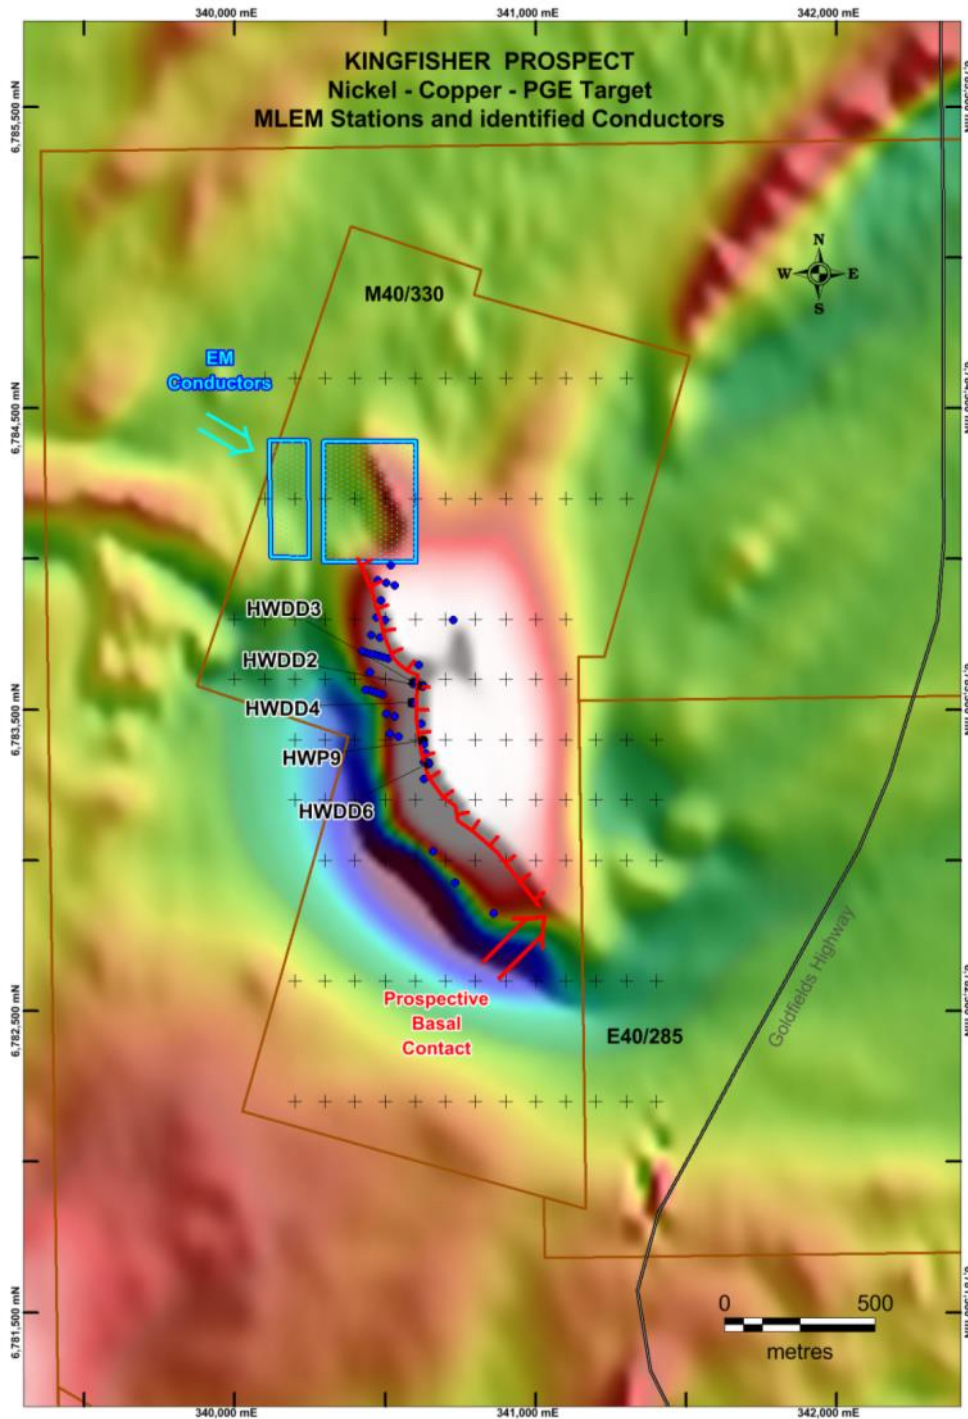 340,000 mE
341,000 mE
342,000 mE
KINGFISHER PROSPECT
Nickel - Copper - PGE Target
MLEM Stations and identified Conductors
6,785,500 mN
N
W
E
S
M40/330
EM
Conductors
6,784,500 mN
HWDD3
HWDD2
HWDD4
HWP9
HWDD6
6,783,500 mN
Goldfields Highway
Prospective
Basal
Contact
6,782,500 mN
E40/285
0
500
metres
6,781,500 mN
340,000 mE
341,000 mE
342,000 mE